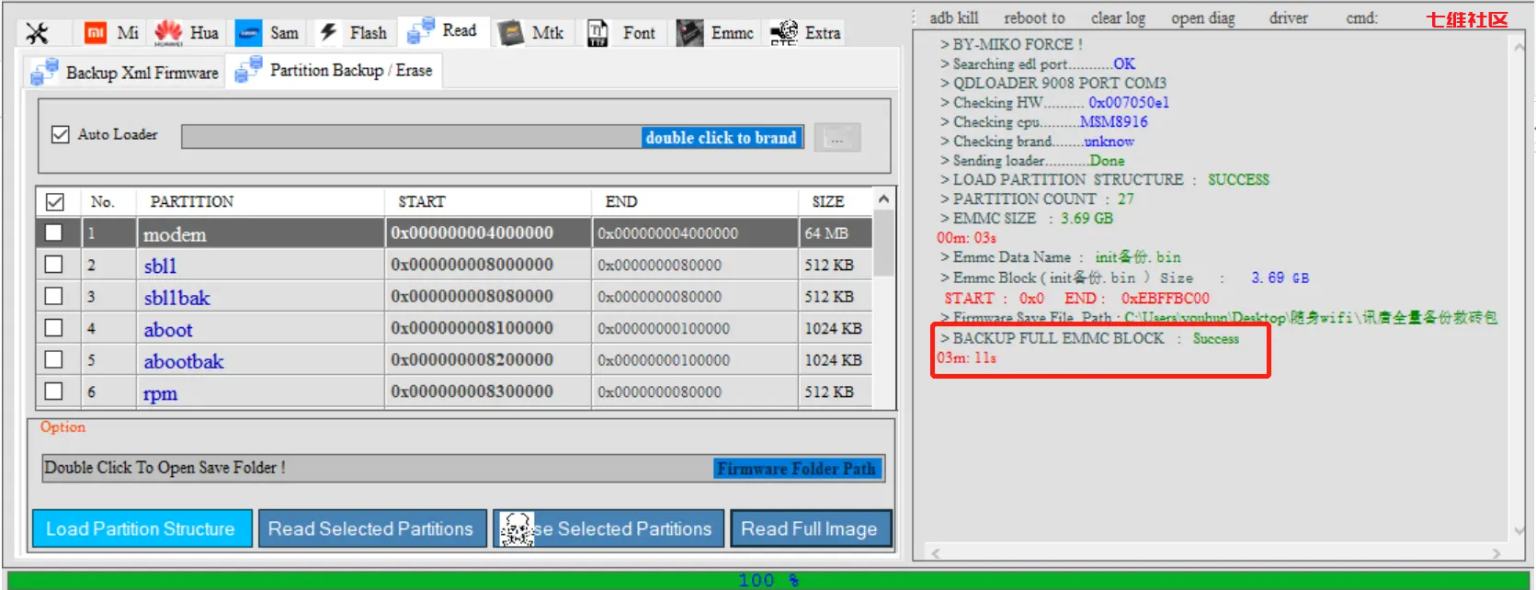 Mi Hua Sam Flash Read Mtk Font Emmc Extra
Backup Xml Firmware Partition Backup / Erase
Auto Loader double click to brand ...
No. PARTITION START END SIZE
1 modem 0x000000004000000 0x000000004000000 64 MB
2 sbl1 0x000000008000000 0x0000000080000 512 KB
3 sbl1bak 0x000000008080000 0x0000000080000 512 KB
4 aboot 0x000000008100000 0x0000000100000 1024 KB
5 abootbak 0x000000008200000 0x0000000100000 1024 KB
6 rpm 0x000000008300000 0x0000000080000 512 KB
Option
Double Click To Open Save Folder ! Firmware Folder Path
Load Partition Structure Read Selected Partitions se Selected Partitions Read Full Image
adb kill reboot to clear log open diag driver cmd: 七维社区
> BY-MIKO FORCE !
> Searching edl port...........OK
> QDLOADER 9008 PORT COM3
> Checking HW.......... 0x007050e1
> Checking cpu..........MSM8916
> Checking brand........unknow
> Sending loader...........Done
> LOAD PARTITION STRUCTURE : SUCCESS
> PARTITION COUNT : 27
> EMMC SIZE : 3.69 GB
00m: 03s
> Emmc Data Name : init备份.bin
> Emmc Block ( init备份.bin ) Size : 3.69 GB
START : 0x0 END : 0xEBFFBC00
> Firmware Save File Path : C:\Users\youhun\Desktop\随身wifi\讯唐全量备份救砖包
> BACKUP FULL EMMC BLOCK : Success
03m: 11s
100 %